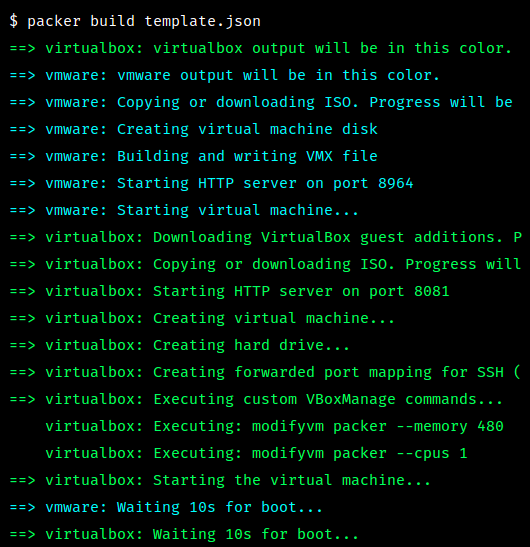 $ packer build template.json
==> virtualbox: virtualbox output will be in this color.
==> vmware: vmware output will be in this color.
==> vmware: Copying or downloading ISO. Progress will be
==> vmware: Creating virtual machine disk
==> vmware: Building and writing VMX file
==> vmware: Starting HTTP server on port 8964
==> vmware: Starting virtual machine...
==> virtualbox: Downloading VirtualBox guest additions. P
==> virtualbox: Copying or downloading ISO. Progress will
==> virtualbox: Starting HTTP server on port 8081
==> virtualbox: Creating virtual machine...
==> virtualbox: Creating hard drive...
==> virtualbox: Creating forwarded port mapping for SSH (
==> virtualbox: Executing custom VBoxManage commands...
    virtualbox: Executing: modifyvm packer --memory 480
    virtualbox: Executing: modifyvm packer --cpus 1
==> virtualbox: Starting the virtual machine...
==> vmware: Waiting 10s for boot...
==> virtualbox: Waiting 10s for boot...